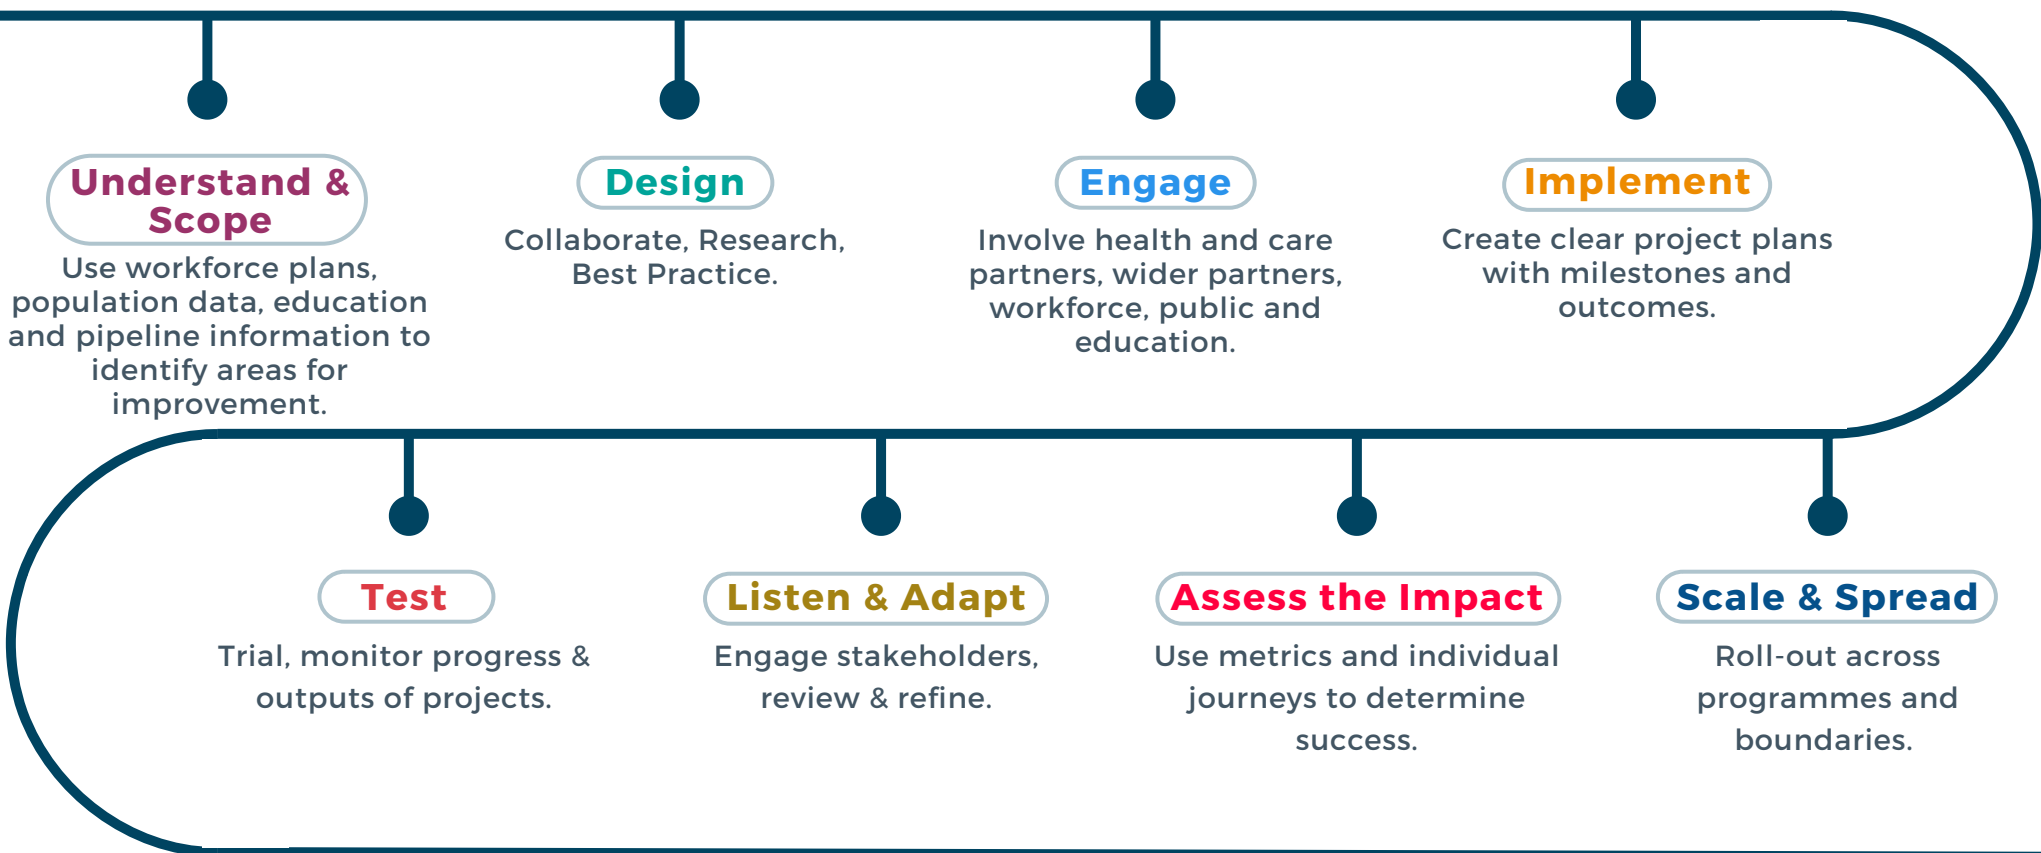 Understand &
Scope
Use workforce plans,
population data, education
and pipeline information to
identify areas for
improvement.
Design
Collaborate, Research,
Best Practice.
Engage
Involve health and care
partners, wider partners,
workforce, public and
education.
Implement
Create clear project plans
with milestones and
outcomes.
Test
Trial, monitor progress &
outputs of projects.
Listen & Adapt
Engage stakeholders,
review & refine.
Assess the Impact
Use metrics and individual
journeys to determine
success.
Scale & Spread
Roll-out across
programmes and
boundaries.